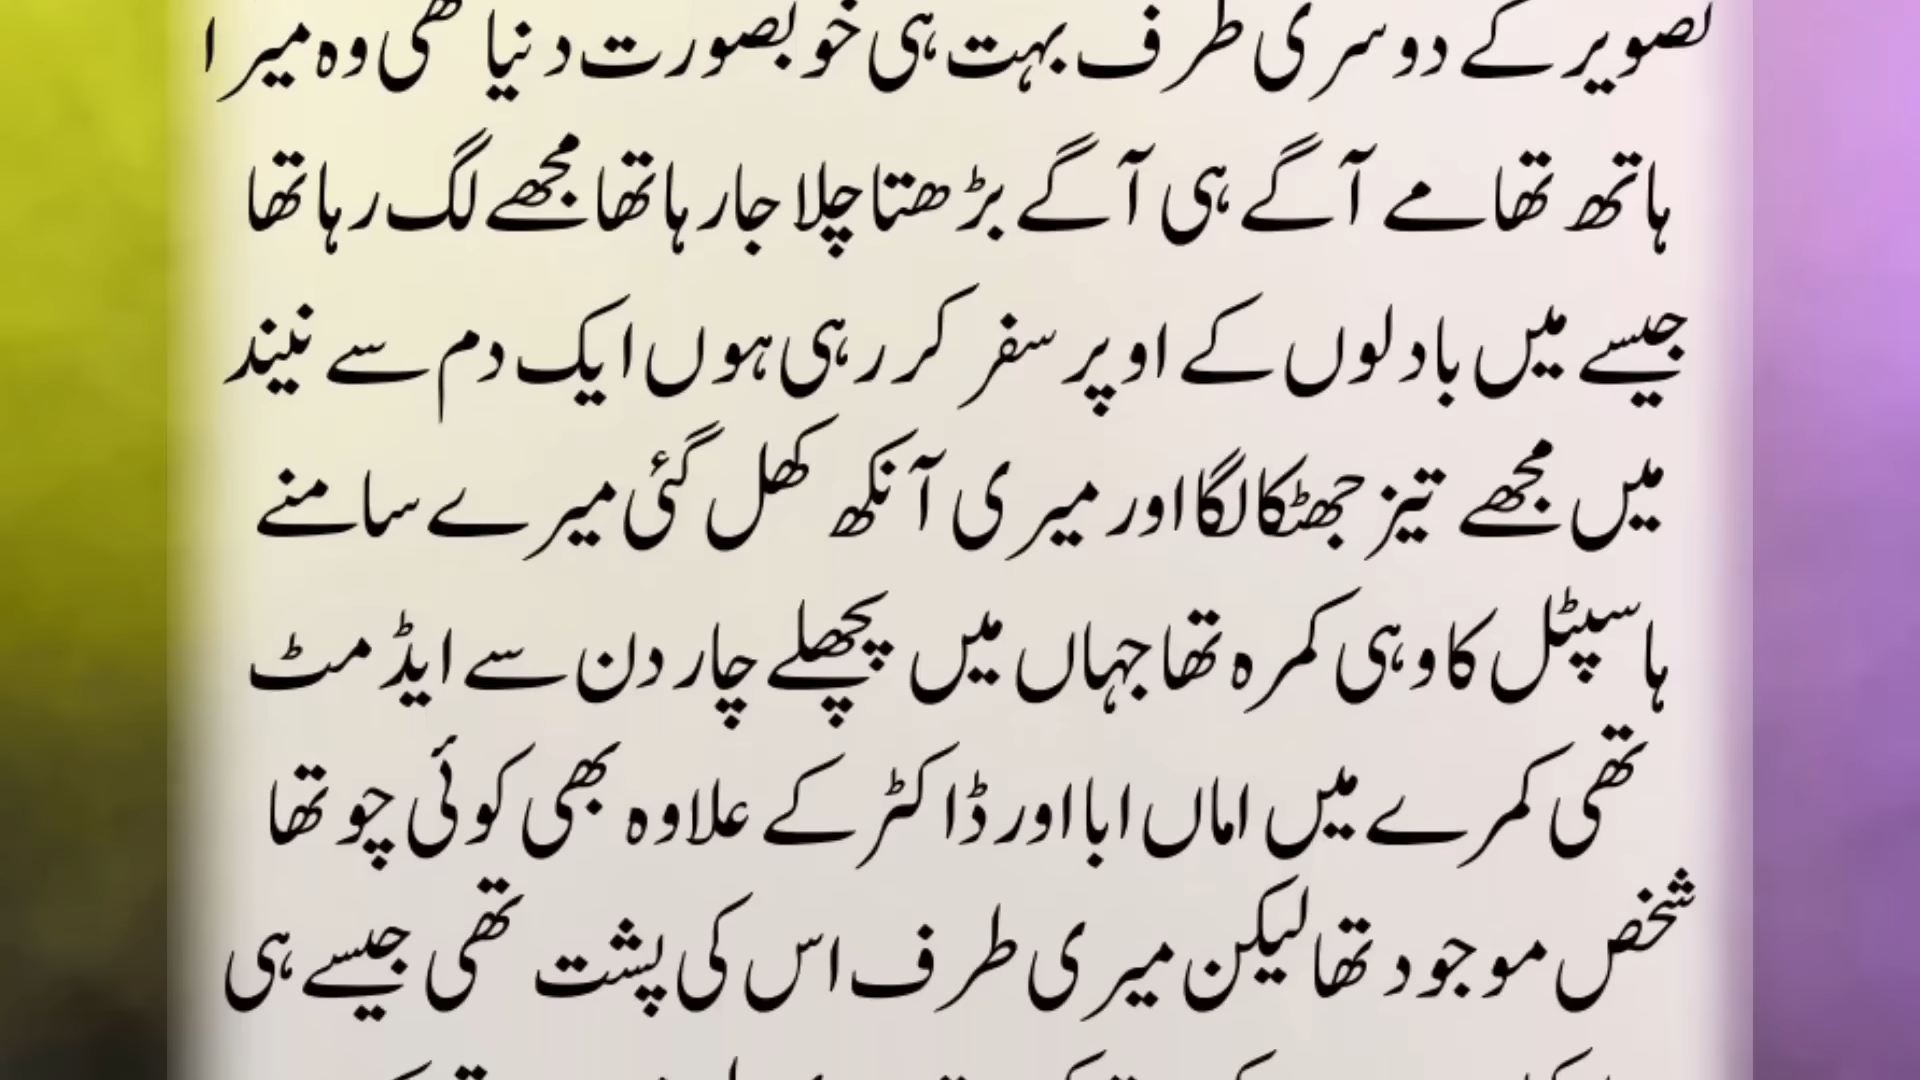 تصویر کے دوسری طرف بہت ہی خوبصورت دنیا تھی وہ میرا
ہاتھ تھامے آگے ہی آگے بڑھتا چلا جا رہا تھا مجھے لگ رہا تھا
جیسے میں بادلوں کے اوپر سفر کر رہی ہوں ایک دم سے نیند
میں مجھے تیز جھٹکا لگا اور میری آنکھ کھل گئی میرے سامنے
ہاسپٹل کا وہی کمرہ تھا جہاں میں پچھلے چار دن سے ایڈمٹ
تھی کمرے میں اماں ابا اور ڈاکٹر کے علاوہ بھی کوئی چوتھا
شخص موجود تھا لیکن میری طرف اس کی پشت تھی جیسے ہی